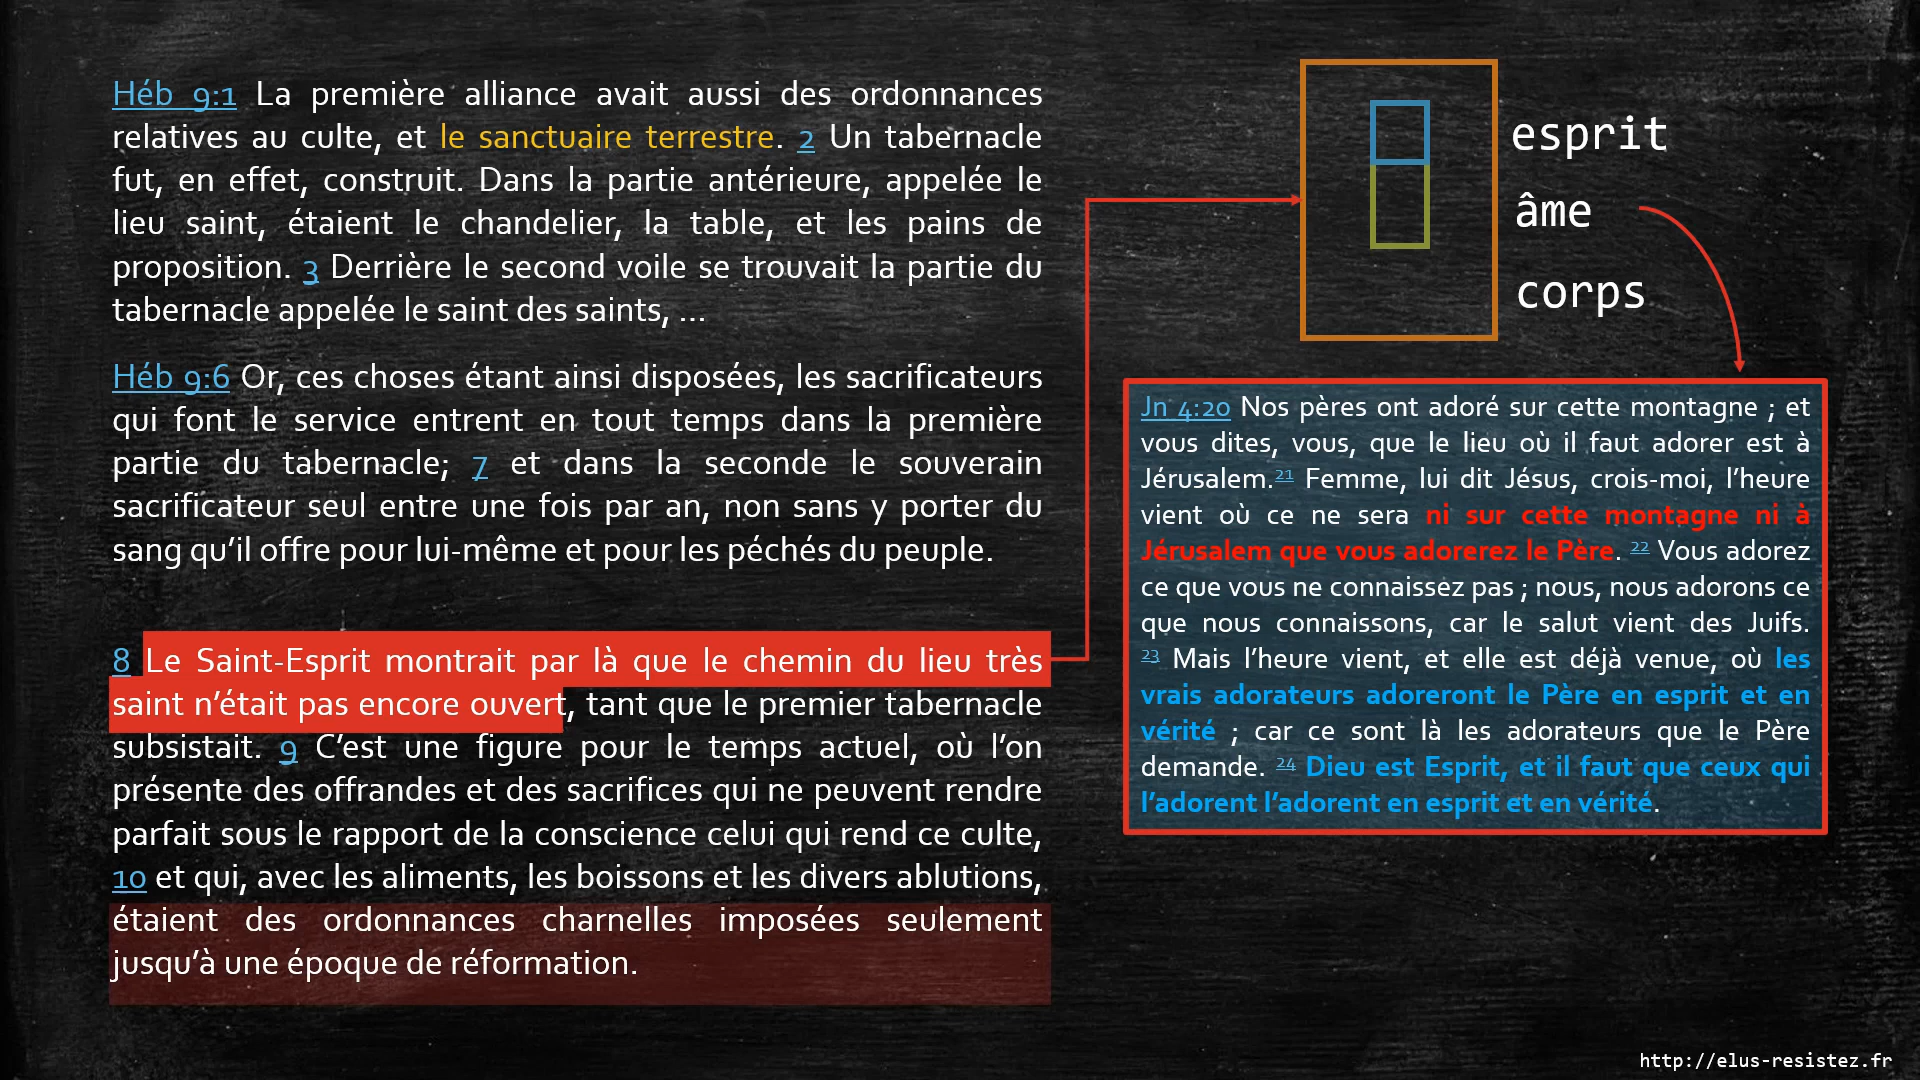 Héb 9:1 La première alliance avait aussi des ordonnances
relatives au culte, et le sanctuaire terrestre. 2 Un tabernacle
fut, en effet, construit. Dans la partie antérieure, appelée le
lieu saint, étaient le chandelier, la table, et les pains de
proposition. 3 Derrière le second voile se trouvait la partie du
tabernacle appelée le saint des saints, ...
Héb 9:6 Or, ces choses étant ainsi disposées, les sacrificateurs
qui font le service entrent en tout temps dans la première
partie du tabernacle; 7 et dans la seconde le souverain
sacrificateur seul entre une fois par an, non sans y porter du
sang qu’il offre pour lui-même et pour les péchés du peuple.
8 Le Saint-Esprit montrait par là que le chemin du lieu très
saint n’était pas encore ouvert, tant que le premier tabernacle
subsistait. 9 C’est une figure pour le temps actuel, où l’on
présente des offrandes et des sacrifices qui ne peuvent rendre
parfait sous le rapport de la conscience celui qui rend ce culte,
10 et qui, avec les aliments, les boissons et les divers ablutions,
étaient des ordonnances charnelles imposées seulement
jusqu’à une époque de réformation.
esprit
âme
corps
Jn 4:20 Nos pères ont adoré sur cette montagne ; et
vous dites, vous, que le lieu où il faut adorer est à
Jérusalem.21 Femme, lui dit Jésus, crois-moi, l’heure
vient où ce ne sera ni sur cette montagne ni à
Jérusalem que vous adorerez le Père. 22 Vous adorez
ce que vous ne connaissez pas ; nous, nous adorons ce
que nous connaissons, car le salut vient des Juifs.
23 Mais l’heure vient, et elle est déjà venue, où les
vrais adorateurs adoreront le Père en esprit et en
vérité ; car ce sont là les adorateurs que le Père
demande. 24 Dieu est Esprit, et il faut que ceux qui
l’adorent l’adorent en esprit et en vérité.
http://elus-resistez.fr